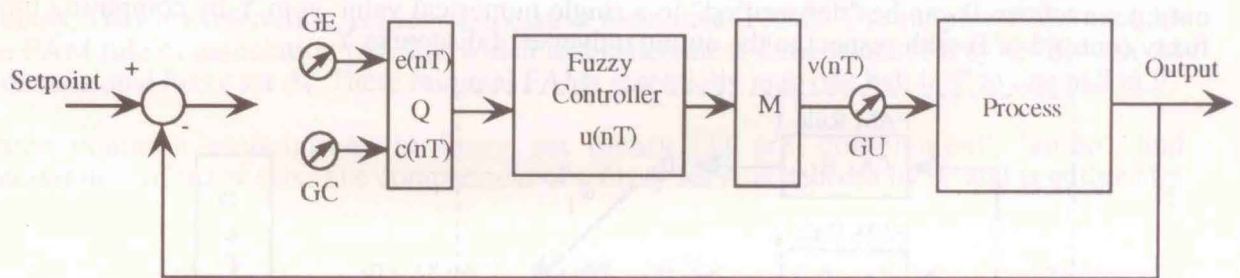 GE
Setpoint
+
-
GC
e(nT)
Q
c(nT)
Fuzzy
Controller
u(nT)
M
v(nT)
GU
Process
Output